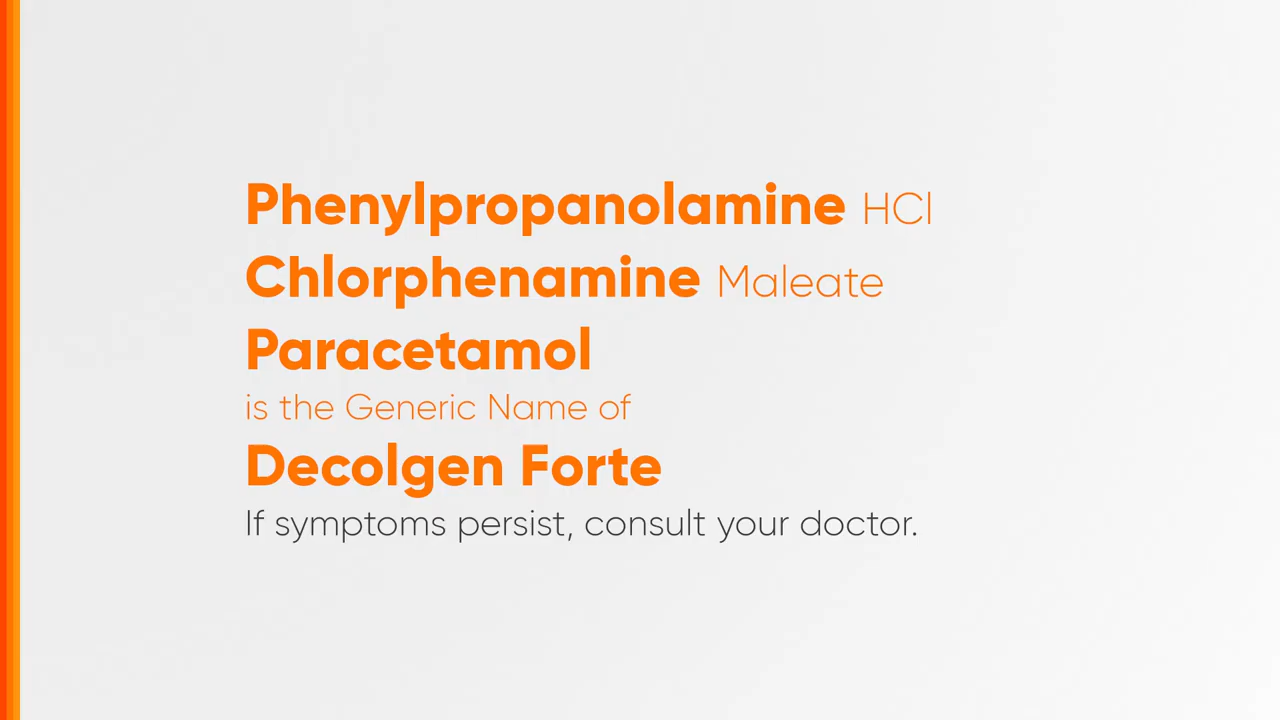 Phenylpropanolamine HCl
Chlorphenamine Maleate
Paracetamol
is the Generic Name of
Decolgen Forte
If symptoms persist, consult your doctor.